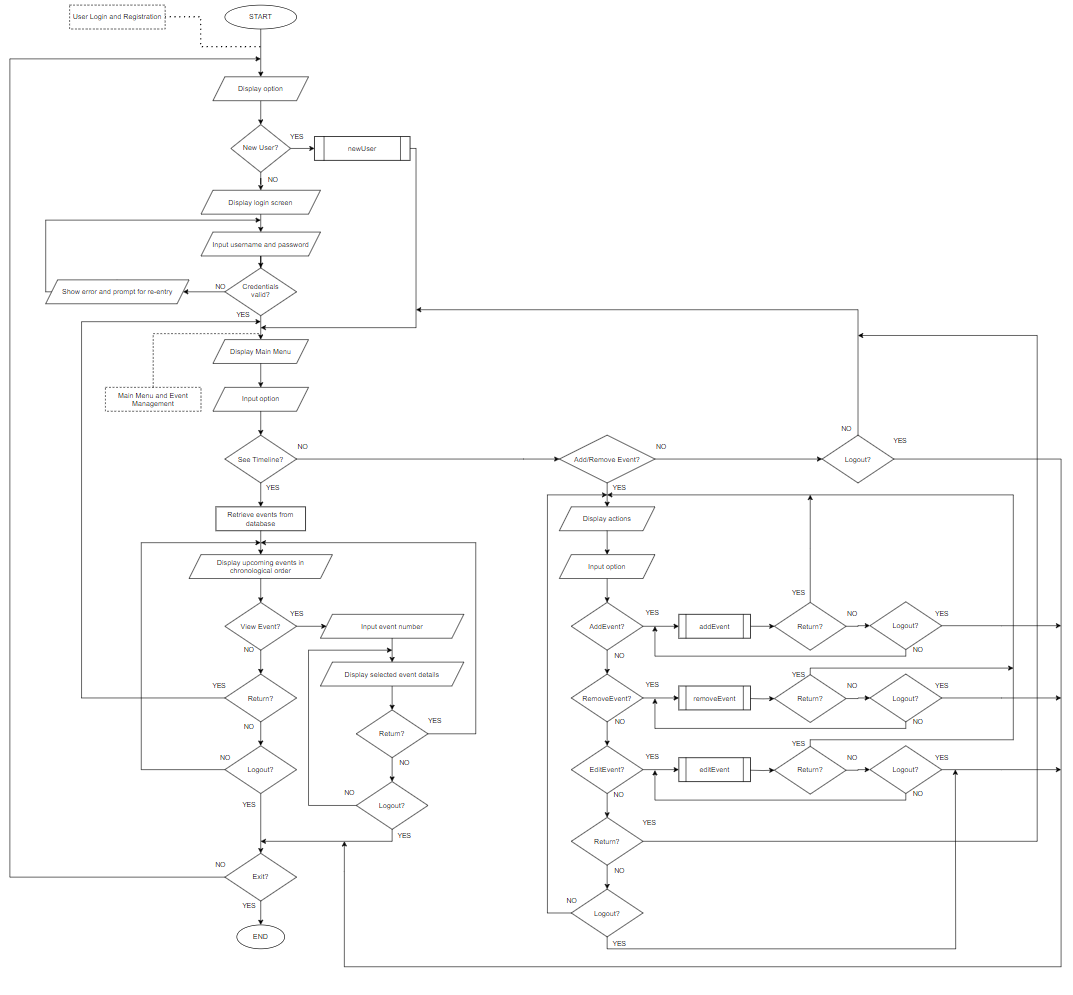 User Login and Registration
START
Display option
New User?
YES
newUser
NO
Display login screen
Input username and password
Credentials
valid?
NO
Show error and prompt for re-entry
YES
Display Main Menu
Main Menu and Event
Management
Input option
See Timeline?
NO
YES
Add/Remove Event?
NO
YES
Logout?
NO
YES
Retrieve events from
database
Display upcoming events in
chronological order
View Event?
YES
NO
Input event number
Display selected event details
Return?
YES
NO
Return?
YES
NO
Logout?
NO
YES
Logout?
NO
YES
Exit?
NO
YES
END
Display actions
Input option
AddEvent?
YES
NO
addEvent
Return?
YES
NO
Logout?
YES
NO
RemoveEvent?
YES
NO
removeEvent
Return?
YES
NO
Logout?
YES
NO
EditEvent?
YES
NO
editEvent
Return?
YES
NO
Logout?
YES
NO
Return?
YES
NO
Logout?
NO
YES